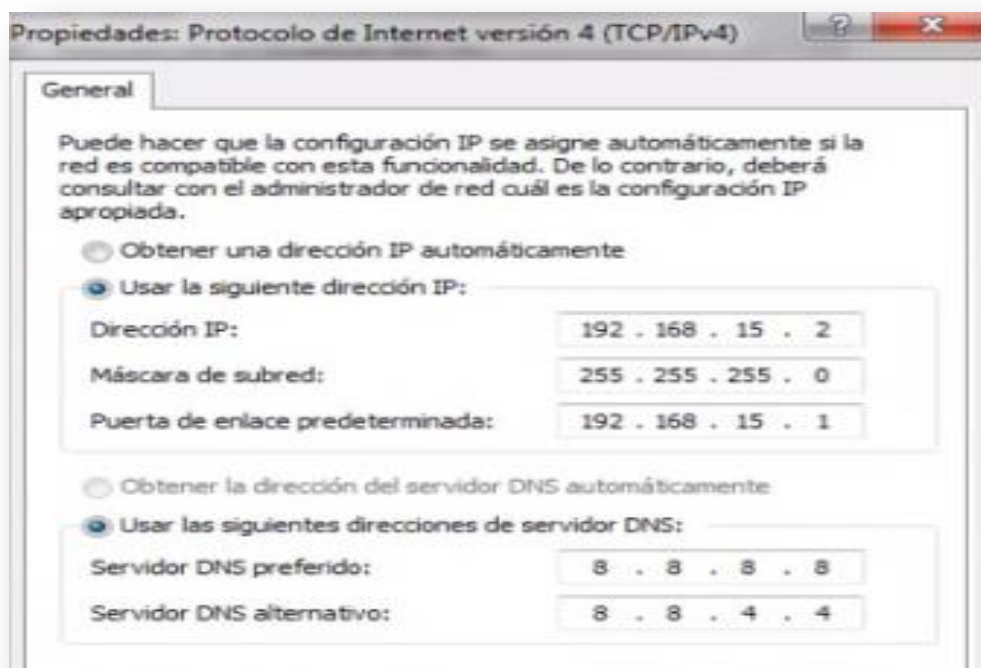 Propiedades: Protocolo de Internet versión 4 (TCP/IPv4)
General
Puede hacer que la configuración IP se asigne automáticamente si la
red es compatible con esta funcionalidad. De lo contrario, deberá
consultar con el administrador de red cuál es la configuración IP
apropiada.
Obtener una dirección IP automáticamente
Usar la siguiente dirección IP:
Dirección IP: 192 . 168 . 15 . 2
Máscara de subred: 255 . 255 . 255 . 0
Puerta de enlace predeterminada: 192 . 168 . 15 . 1
Obtener la dirección del servidor DNS automáticamente
Usar las siguientes direcciones de servidor DNS:
Servidor DNS preferido: 8 . 8 . 8 . 8
Servidor DNS alternativo: 8 . 8 . 4 . 4